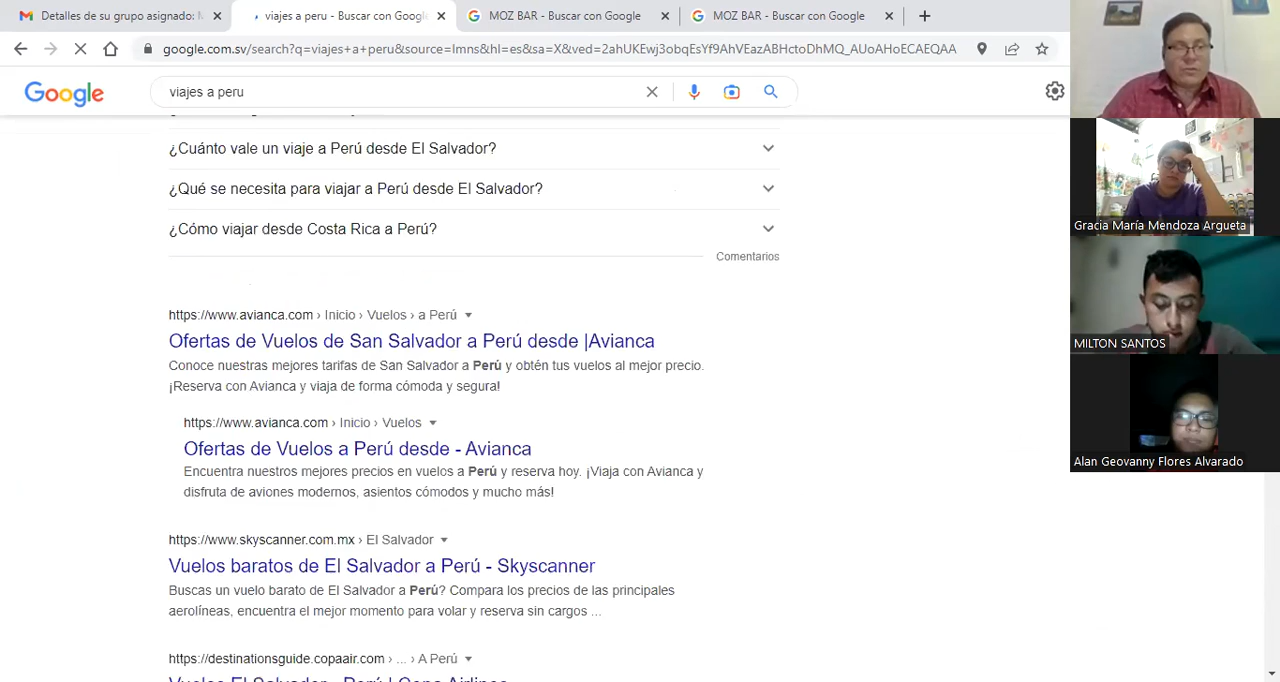 Detalles de su grupo asignado: N
viajes a peru - Buscar con Google
MOZ BAR - Buscar con Google
MOZ BAR - Buscar con Google
google.com.sv/search?q=viajes+a+peru&source=lmns&hl=es&sa=X&ved=2ahUKEwj3obqEsYf9AhVEazABHctoDhMQ_AUoAHoECAEQAA
Google
viajes a peru
¿Cuánto vale un viaje a Perú desde El Salvador?
¿Qué se necesita para viajar a Perú desde El Salvador?
¿Cómo viajar desde Costa Rica a Perú?
Comentarios
https://www.avianca.com › Inicio › Vuelos › a Perú
Ofertas de Vuelos de San Salvador a Perú desde |Avianca
Conoce nuestras mejores tarifas de San Salvador a Perú y obtén tus vuelos al mejor precio.
¡Reserva con Avianca y viaja de forma cómoda y segura!
https://www.avianca.com › Inicio › Vuelos
Ofertas de Vuelos a Perú desde - Avianca
Encuentra nuestros mejores precios en vuelos a Perú y reserva hoy. ¡Viaja con Avianca y
disfruta de aviones modernos, asientos cómodos y mucho más!
https://www.skyscanner.com.mx › El Salvador
Vuelos baratos de El Salvador a Perú - Skyscanner
Buscas un vuelo barato de El Salvador a Perú? Compara los precios de las principales
aerolíneas, encuentra el mejor momento para volar y reserva sin cargos ...
https://destinationsguide.copaair.com › ... › A Perú
Vuelos El Salvador - Perú | Copa Airlines
Gracia María Mendoza Argueta
MILTON SANTOS
Alan Geovanny Flores Alvarado